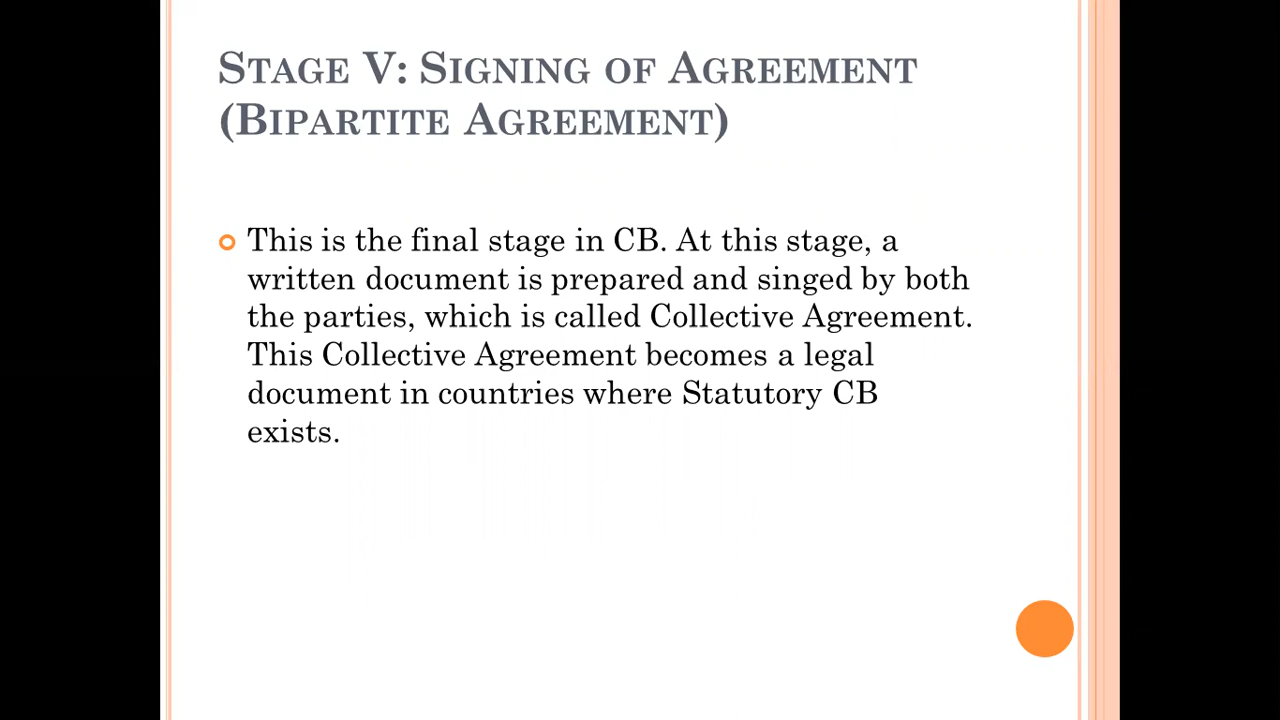 Stage V: Signing of Agreement
(Bipartite Agreement)
This is the final stage in CB. At this stage, a
written document is prepared and singed by both
the parties, which is called Collective Agreement.
This Collective Agreement becomes a legal
document in countries where Statutory CB
exists.